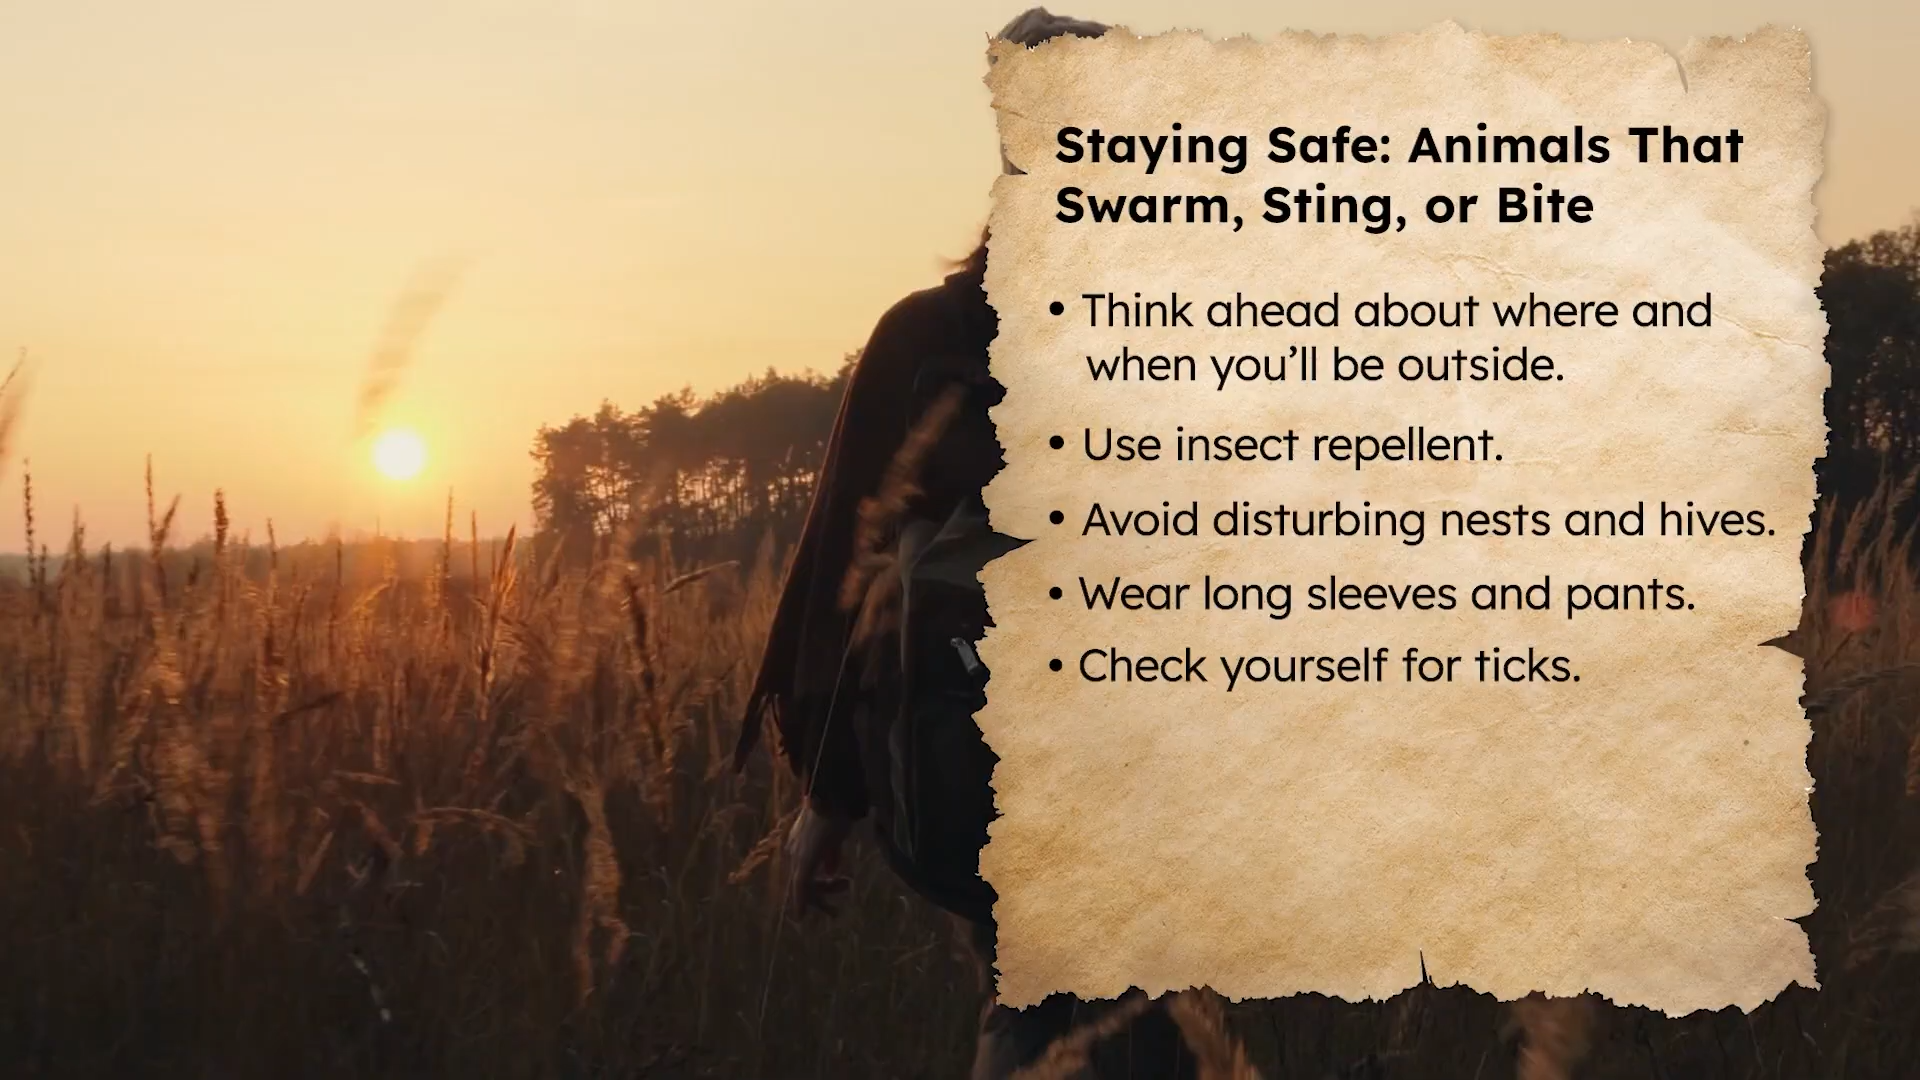 Staying Safe: Animals That
Swarm, Sting, or Bite
• Think ahead about where and
when you’ll be outside.
• Use insect repellent.
• Avoid disturbing nests and hives.
• Wear long sleeves and pants.
• Check yourself for ticks.